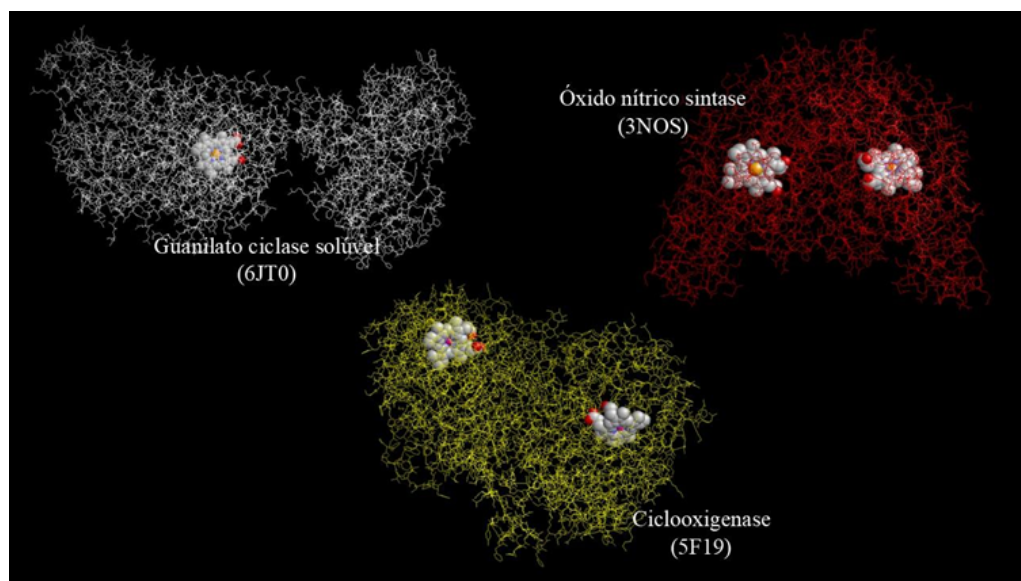 Óxido nítrico sintase
(3NOS)
Guanilato ciclase solúvel
(6JT0)
Ciclooxigenase
(5F19)